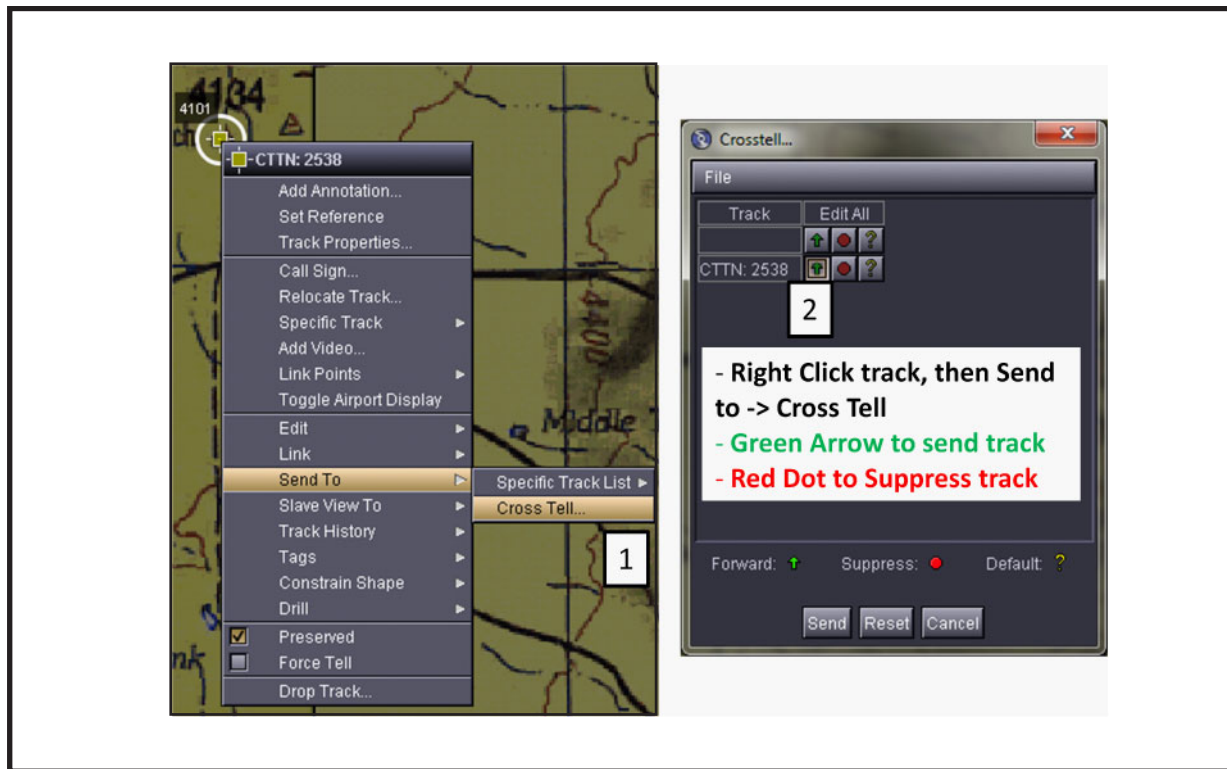 4134
4101
CTTN: 2538
Add Annotation...
Set Reference
Track Properties...
Call Sign...
Relocate Track...
Specific Track
Add Video...
Link Points
Toggle Airport Display
Edit
Link
Send To
Slave View To
Track History
Tags
Constrain Shape
Drill
Preserved
Force Tell
Drop Track...
Specific Track List
Cross Tell...
1
4400
Middle
Crosstell...
File
Track Edit All
?
CTTN: 2538 ?
2
- Right Click track, then Send
to -> Cross Tell
- Green Arrow to send track
- Red Dot to Suppress track
Forward: Suppress: Default: ?
Send Reset Cancel